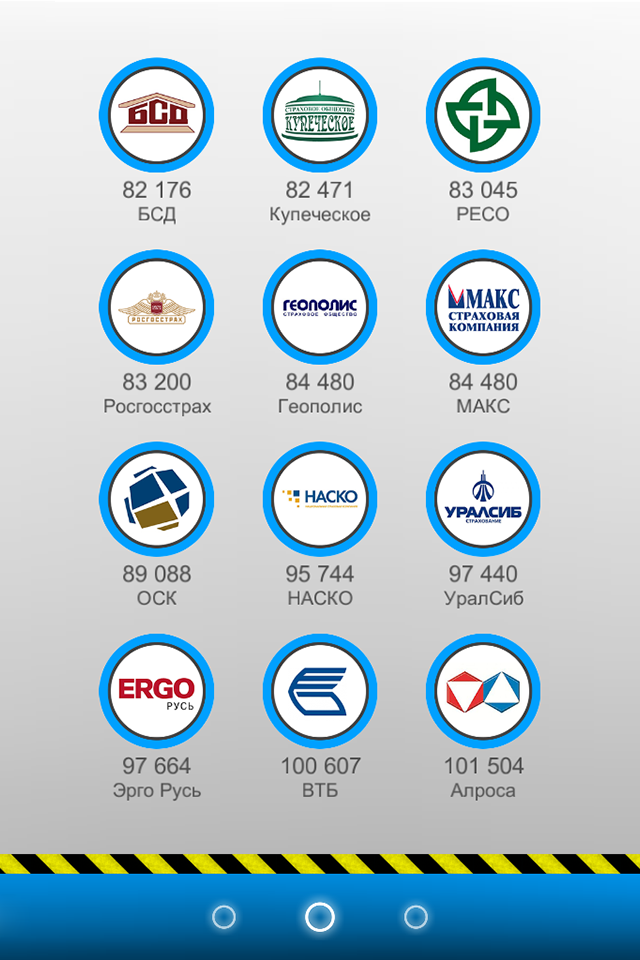 БСД
СТРАХОВОЕ ОБЩЕСТВО
КУПЕЧЕСКОЕ
82 176
82 471
83 045
БСД
Купеческое
РЕСО
РОСГОССТРАХ
ГЕОПОЛИС
СТРАХОВОЕ ОБЩЕСТВО
МАКС
СТРАХОВАЯ
КОМПАНИЯ
83 200
84 480
84 480
Росгосстрах
Геополис
МАКС
НАСКО
УРАЛСИБ
СТРАХОВАНИЕ
89 088
95 744
97 440
ОСК
НАСКО
УралСиб
ERGO
РУСЬ
97 664
100 607
101 504
Эрго Русь
ВТБ
Алроса